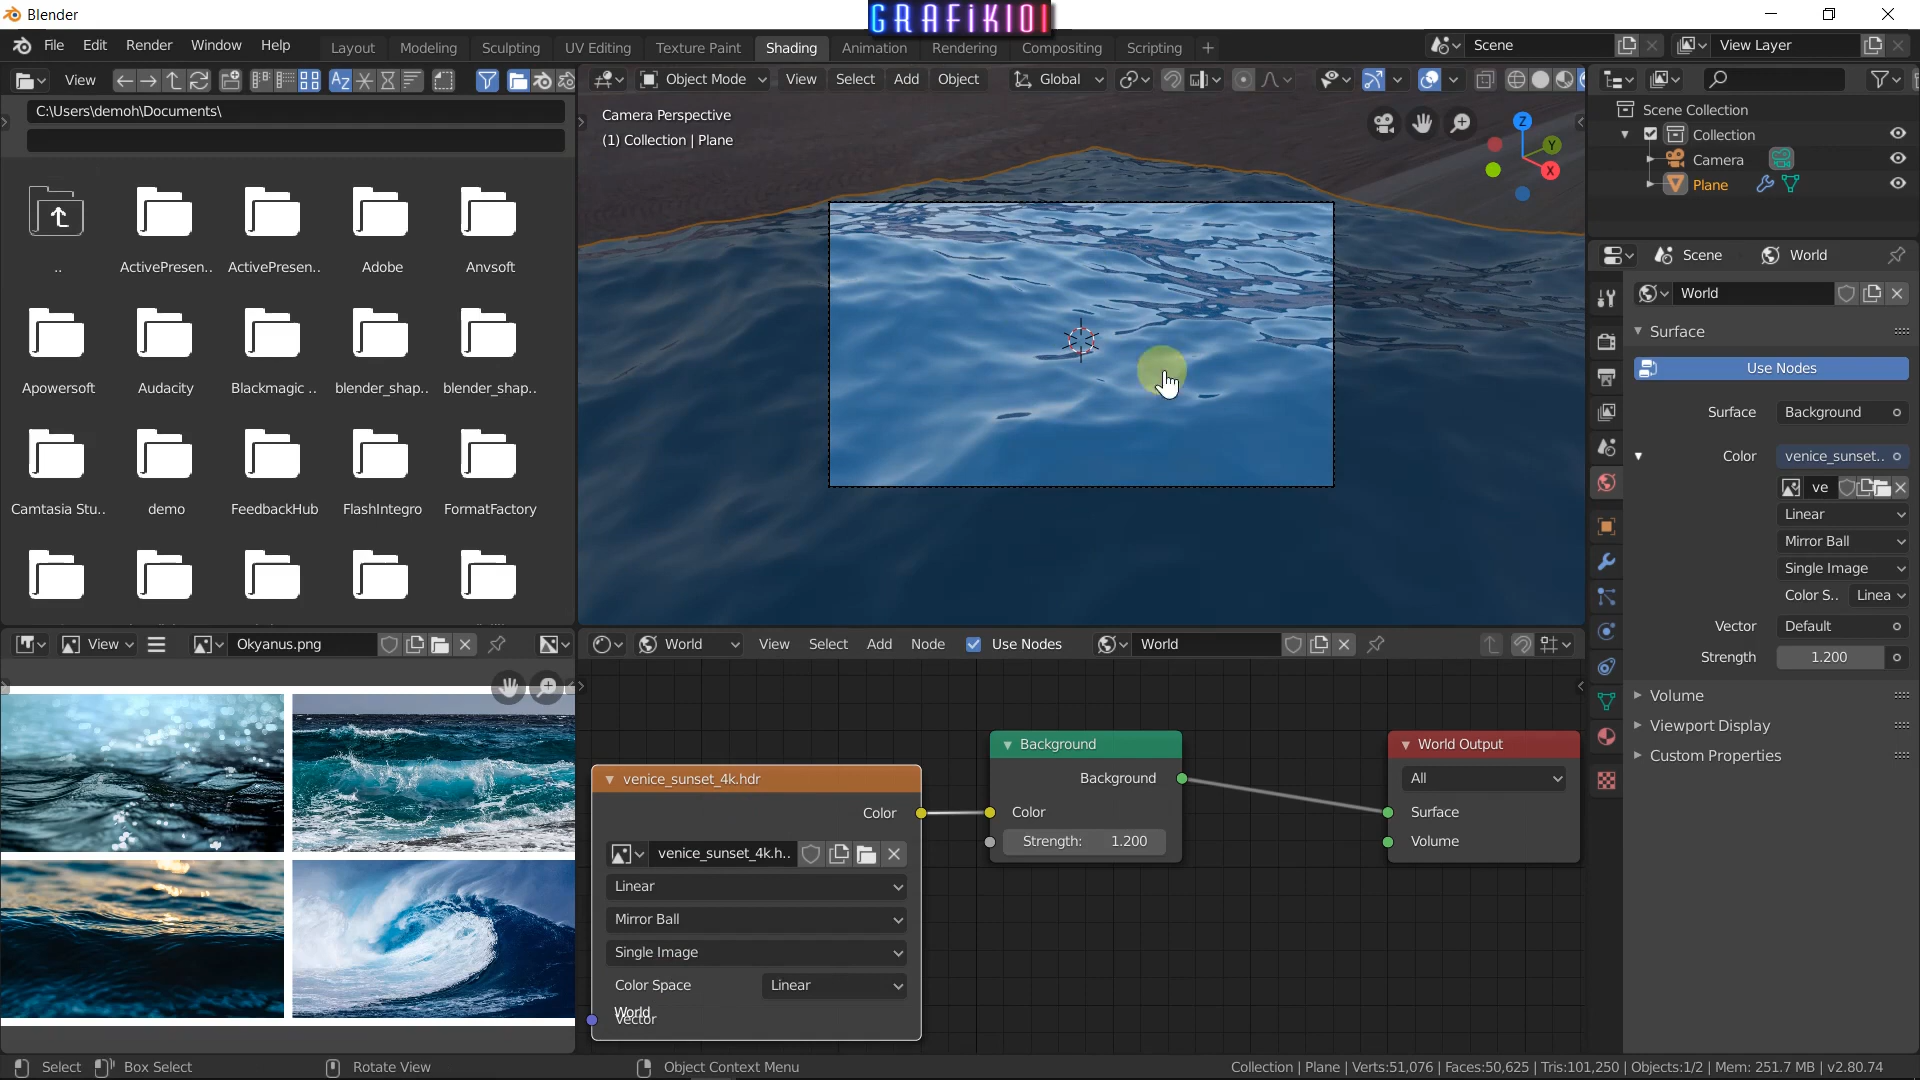 Blender
GRAFiK101
File Edit Render Window Help
Layout Modeling Sculpting UV Editing Texture Paint Shading Animation Rendering Compositing Scripting +
Scene
View Layer
View
C:\Users\demoh\Documents\
..
ActivePresen..
ActivePresen..
Adobe
Anvsoft
Apowersoft
Audacity
Blackmagic ..
blender_shap..
blender_shap..
Camtasia Stu..
demo
FeedbackHub
FlashIntegro
FormatFactory
Object Mode View Select Add Object Global
Camera Perspective
(1) Collection | Plane
Z
Y
X
Scene Collection
Collection
Camera
Plane
Scene World
World
Surface
Use Nodes
Surface Background
Color venice_sunset..
ve
Linear
Mirror Ball
Single Image
Color S.. Linea
Vector Default
Strength 1.200
Volume
Viewport Display
Custom Properties
View Okyanus.png
World View Select Add Node Use Nodes World
venice_sunset_4k.hdr
Color
venice_sunset_4k.h..
Linear
Mirror Ball
Single Image
Color Space Linear
World
Vector
Background
Background
Color
Strength: 1.200
World Output
All
Surface
Volume
Select Box Select Rotate View Object Context Menu
Collection | Plane | Verts:51,076 | Faces:50,625 | Tris:101,250 | Objects:1/2 | Mem: 251.7 MB | v2.80.74